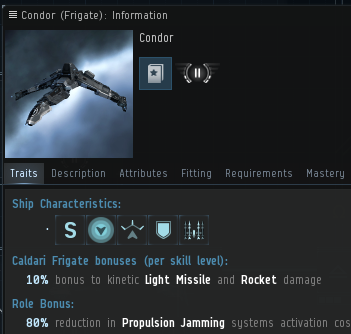 Condor (Frigate): Information
Condor
Traits Description Attributes Fitting Requirements Mastery
Ship Characteristics:
S
Caldari Frigate bonuses (per skill level):
10% bonus to kinetic Light Missile and Rocket damage
Role Bonus:
80% reduction in Propulsion Jamming systems activation cos